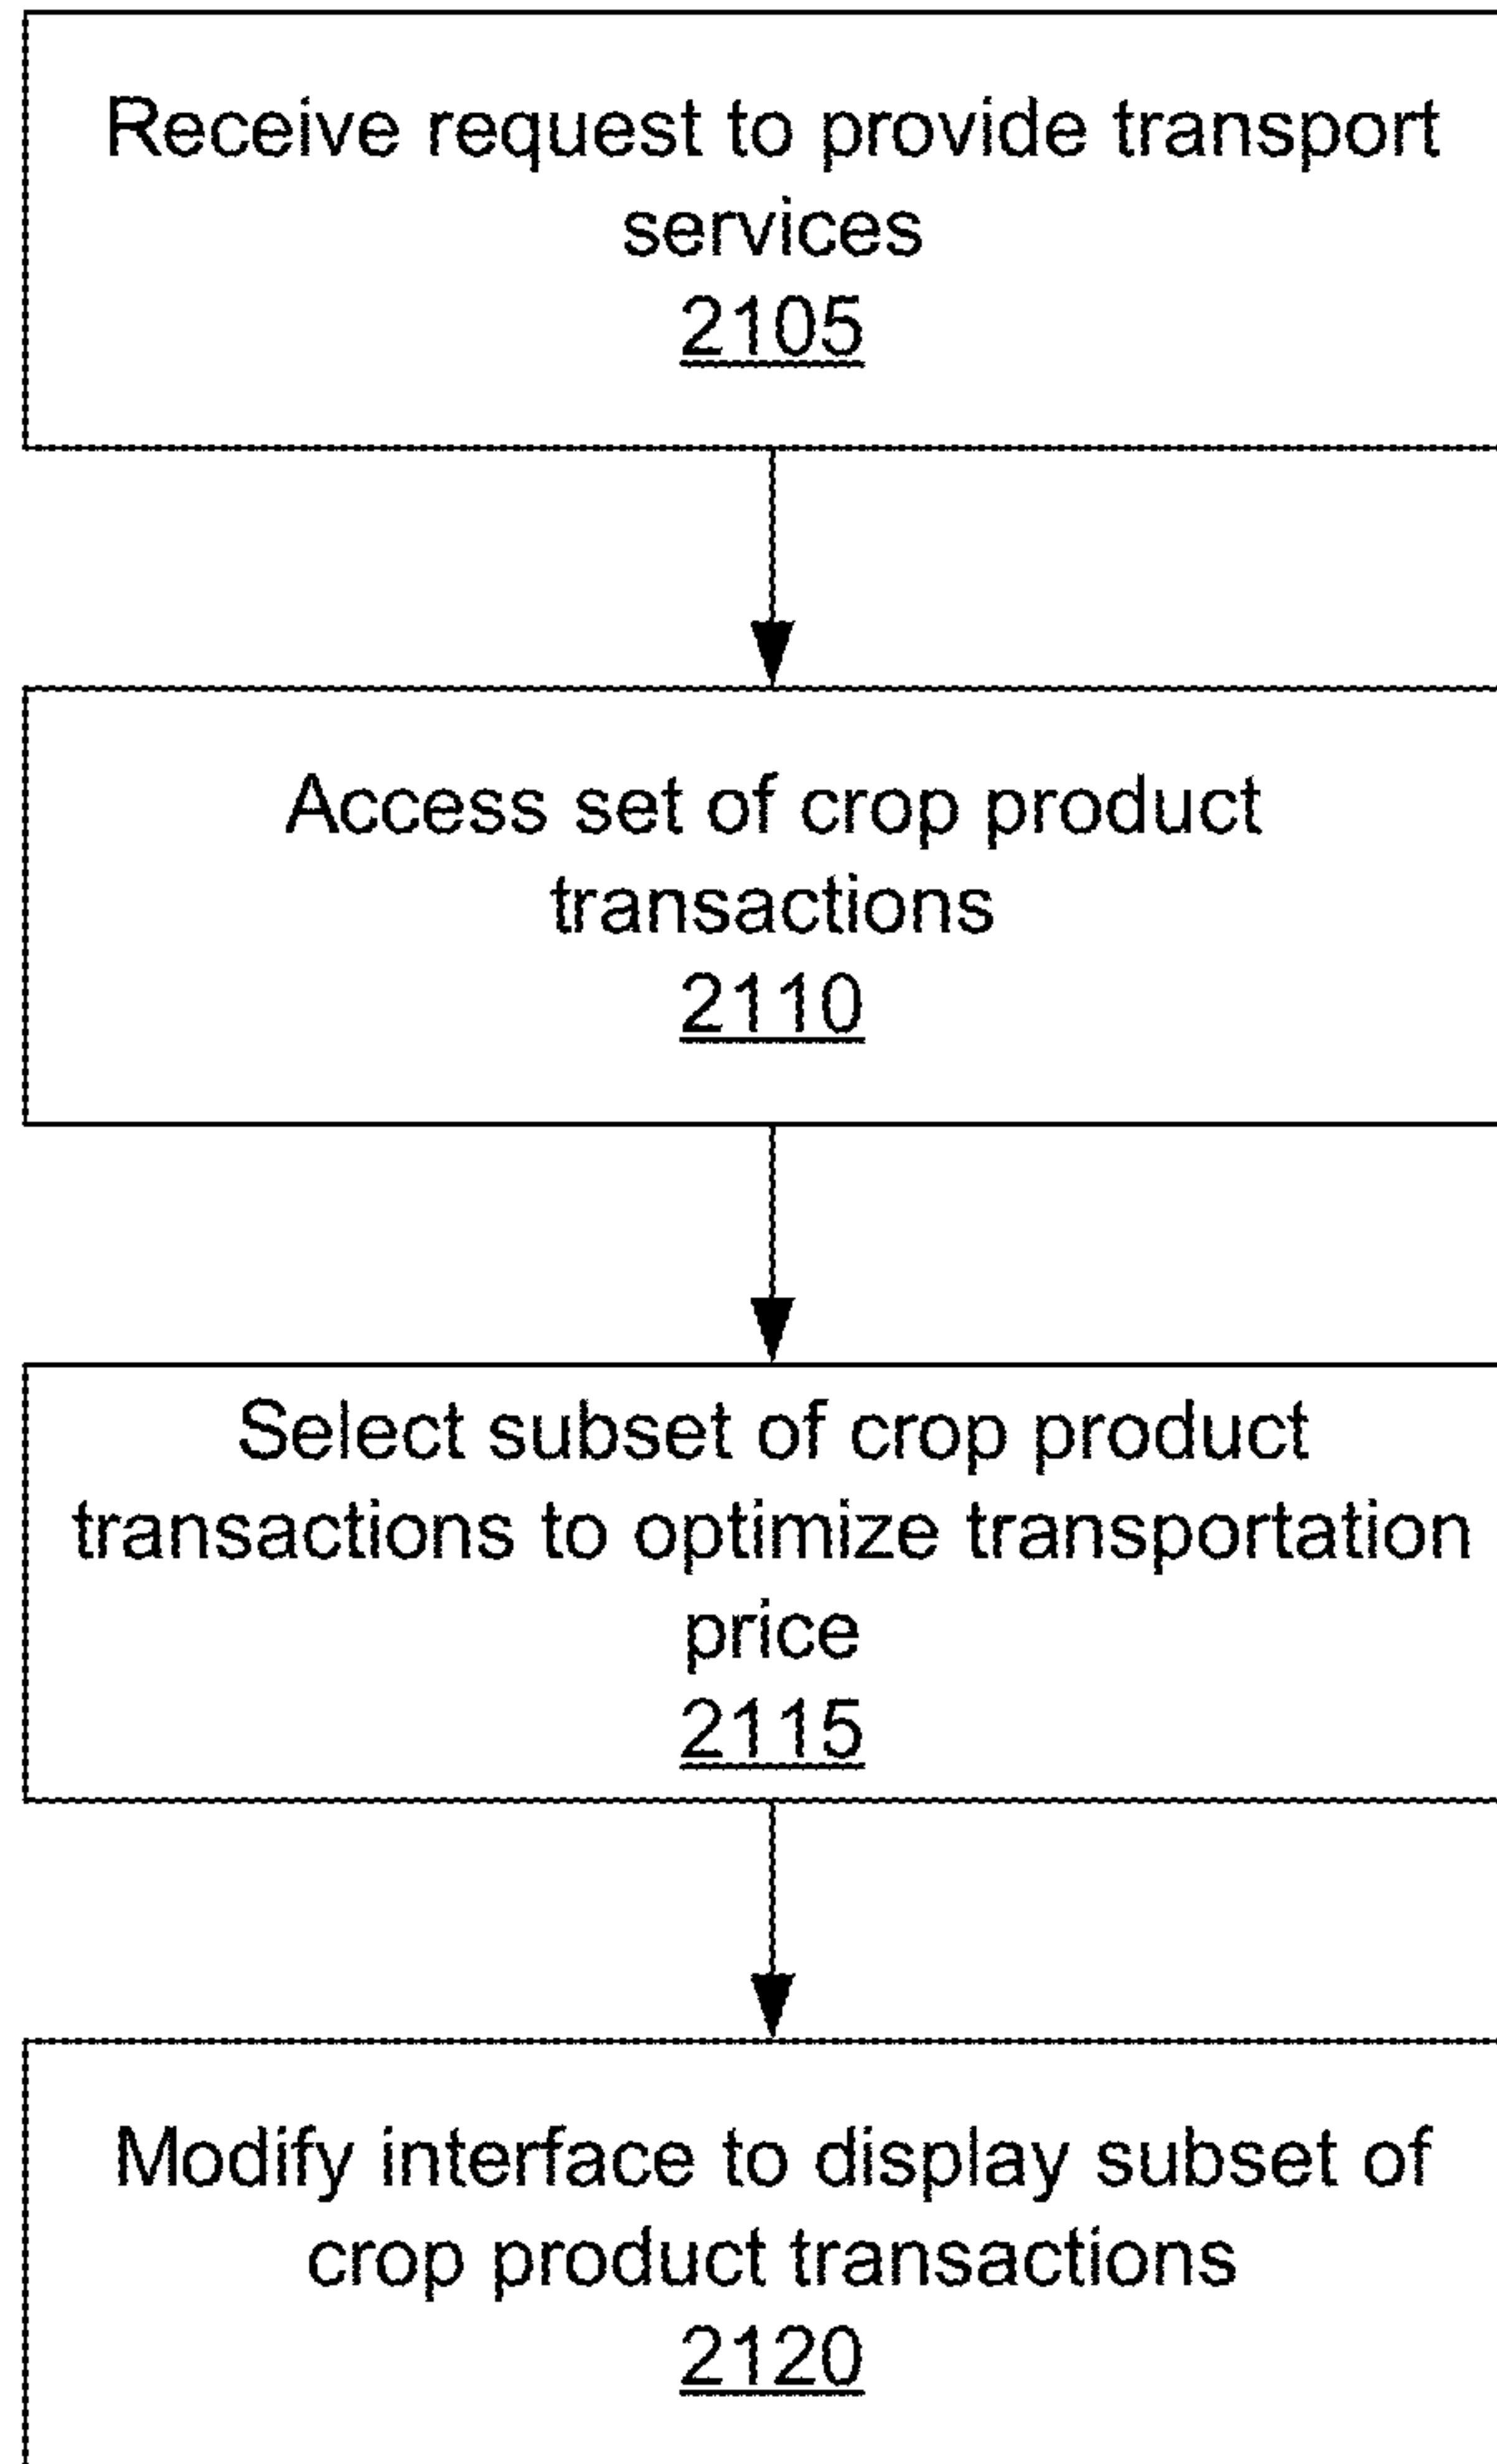 Receive request to provide transport
services
2105
Access set of crop product
transactions
2110
Select subset of crop product
transactions to optimize transportation
price
2115
Modify interface to display subset of
crop product transactions
2120